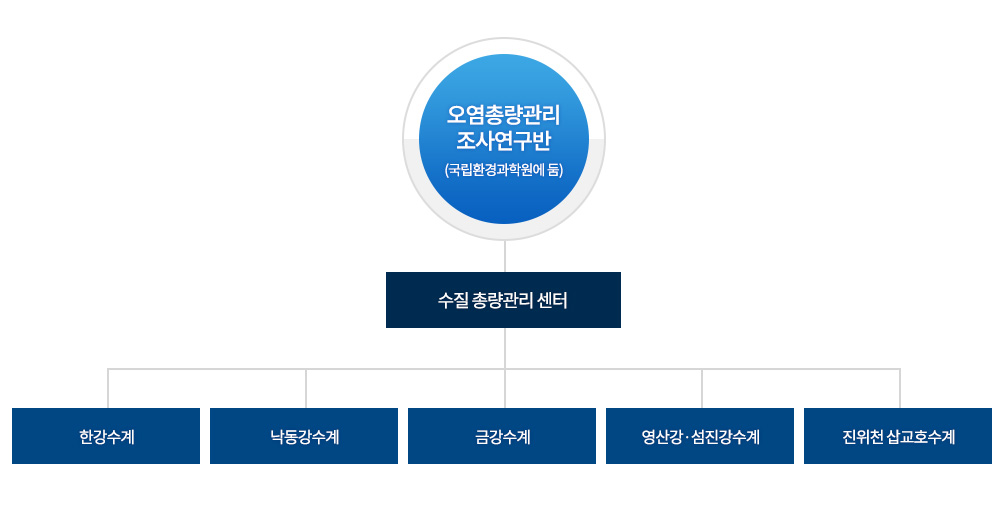 오염총량관리
조사연구반
(국립환경과학원에 둠)
수질 총량관리 센터
한강수계
낙동강수계
금강수계
영산강·섬진강수계
진위천 삽교호수계